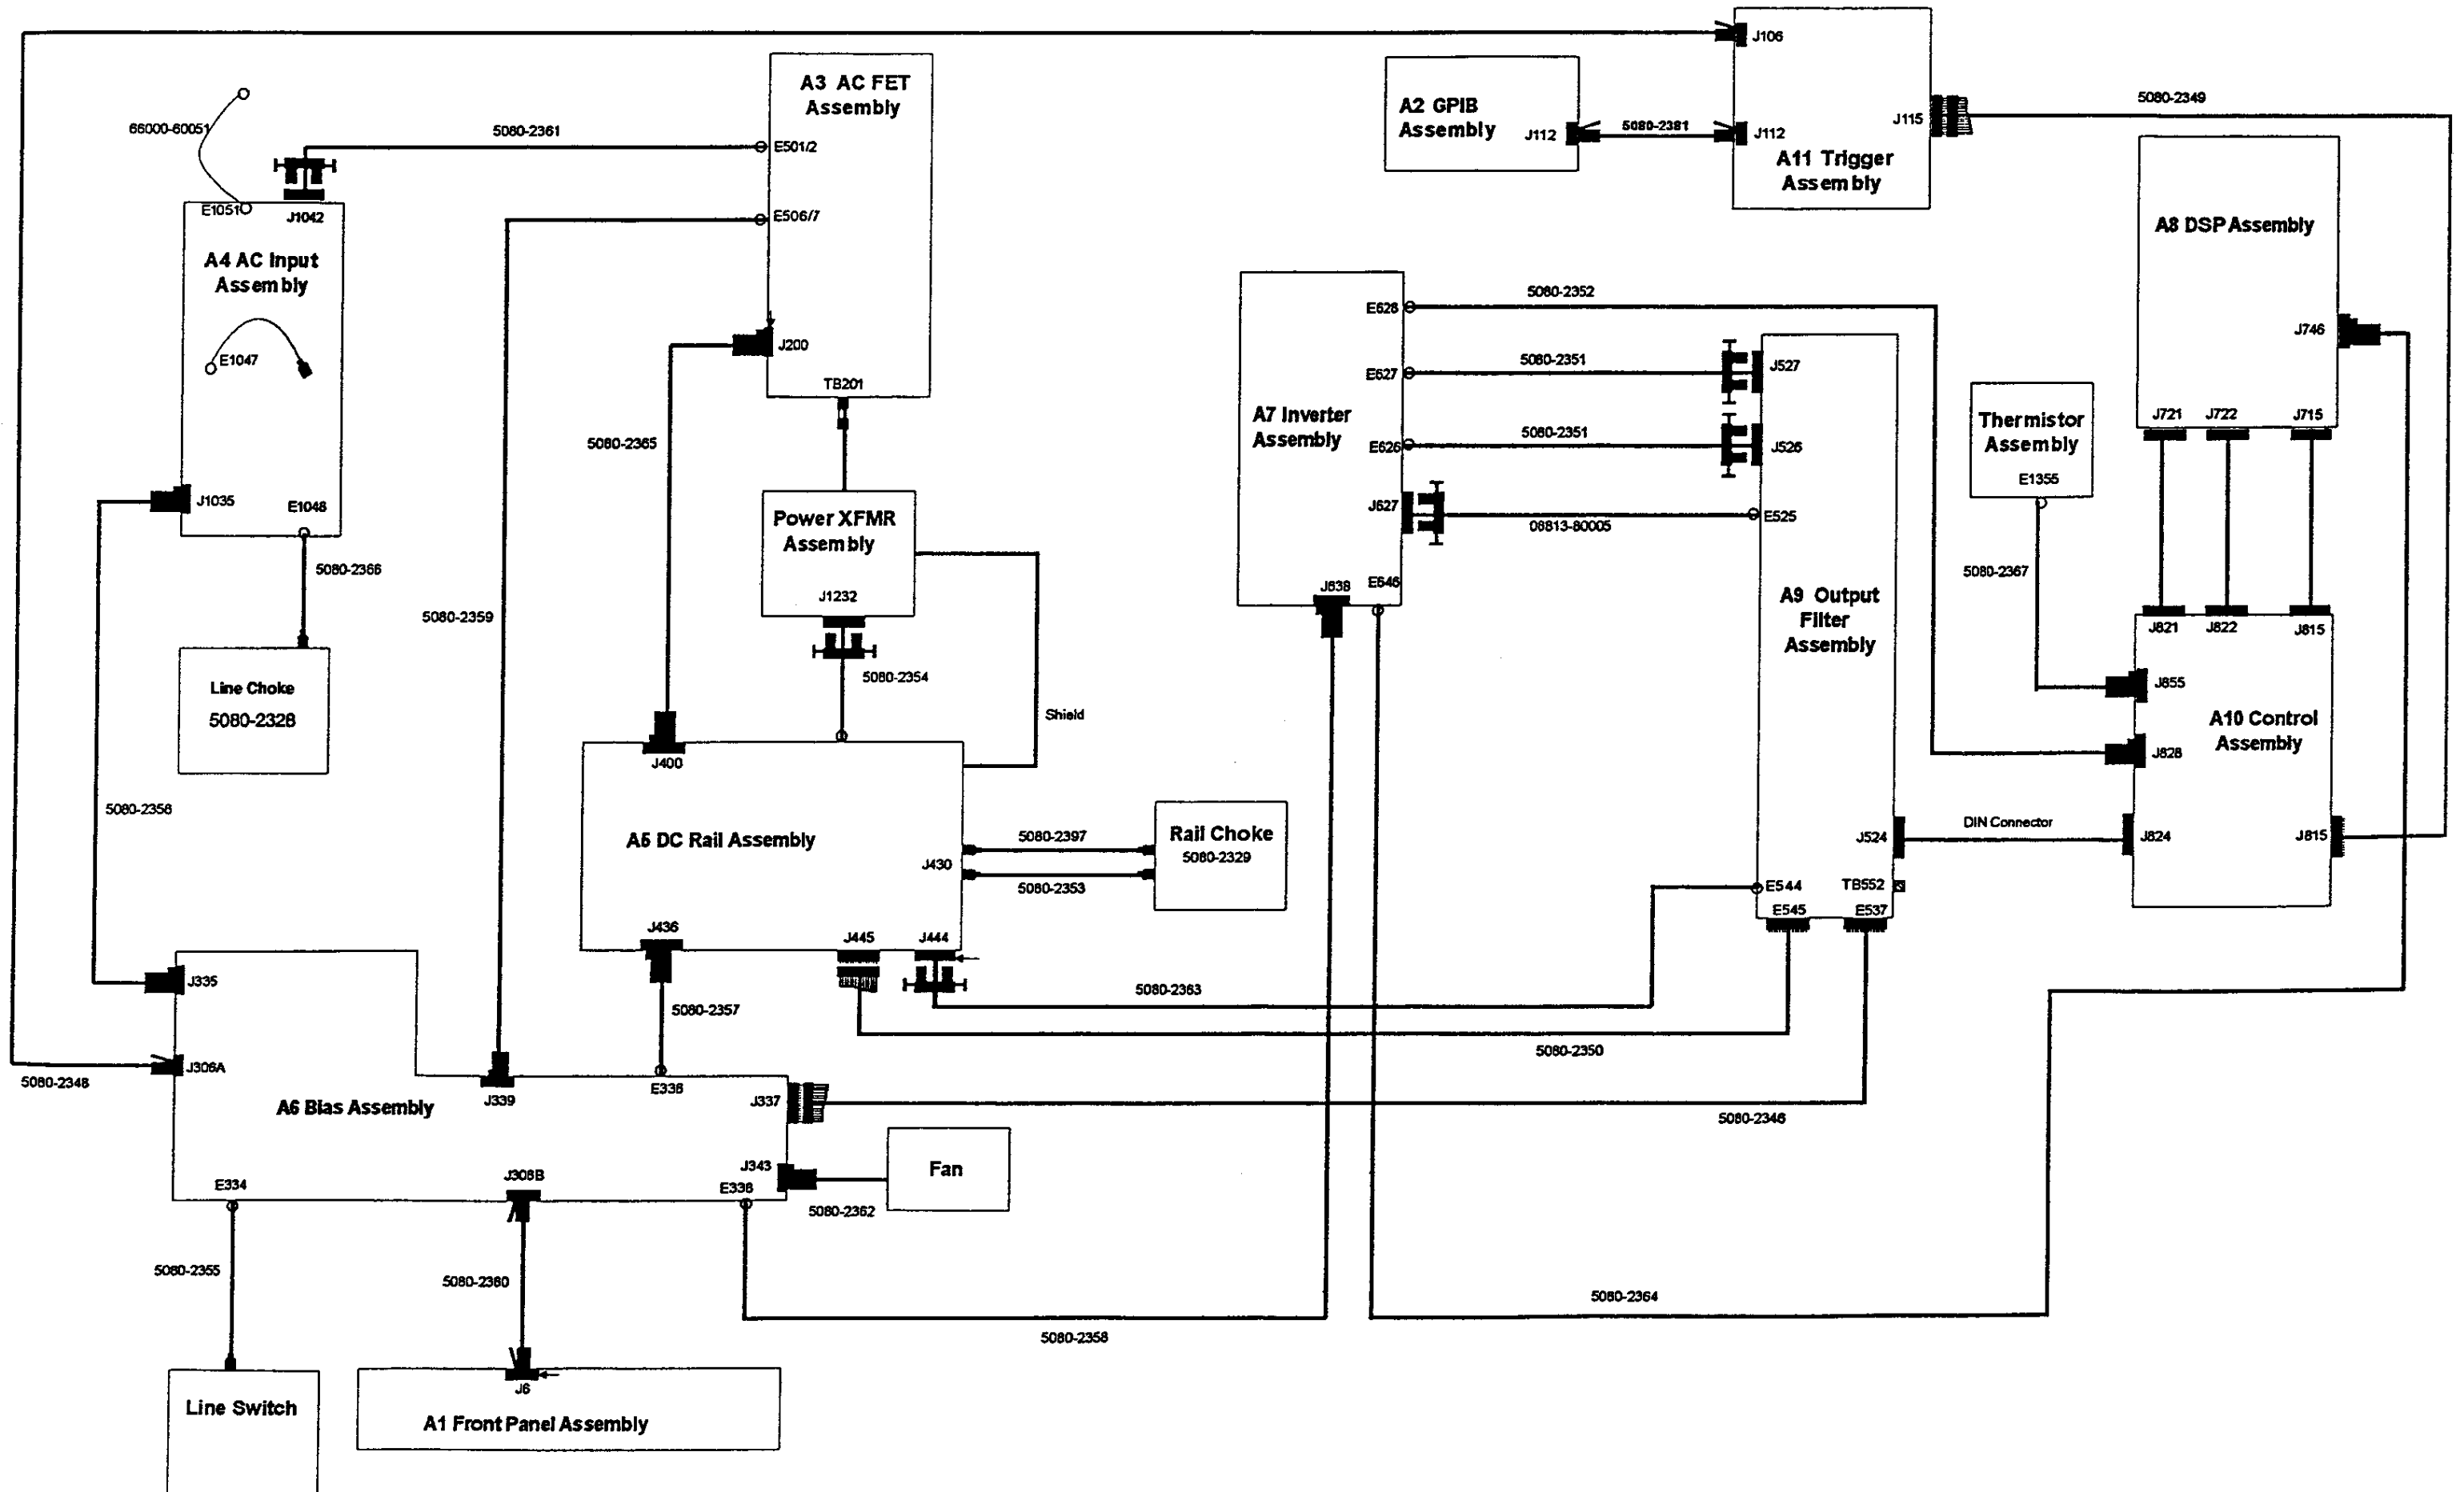 J106
A3 AC FET
Assembly
A2 GPIB
Assembly
J112
5080-2381
J112
J115
A11 Trigger
Assembly
5080-2349
66000-60051
5080-2361
E501/2
E1051
J1042
E506/7
A4 AC Input
Assembly
E1047
A8 DSP Assembly
J746
J721
J722
J715
E628
5080-2352
E627
5080-2351
J527
A7 Inverter
Assembly
E626
5080-2351
J526
J627
08813-80005
E525
J638
E646
J200
TB201
5080-2365
Thermistor
Assembly
E1355
5080-2367
J1035
E1048
5080-2366
Power XFMR
Assembly
J1232
5080-2354
Shield
5080-2359
Line Choke
5080-2328
A9 Output
Filter
Assembly
J821
J822
J815
J855
A10 Control
Assembly
J828
J400
A5 DC Rail Assembly
5080-2397
J430
5080-2353
Rail Choke
5080-2329
J524
DIN Connector
J824
J815
E544
TB552
E545
E537
5080-2356
J436
J445
J444
5080-2363
5080-2357
5080-2350
J335
J306A
5080-2348
J339
E336
J337
5080-2346
A6 Bias Assembly
Fan
J343
5080-2362
E334
J306B
E338
5080-2355
5080-2360
5080-2358
5080-2364
J6
Line Switch
A1 Front Panel Assembly